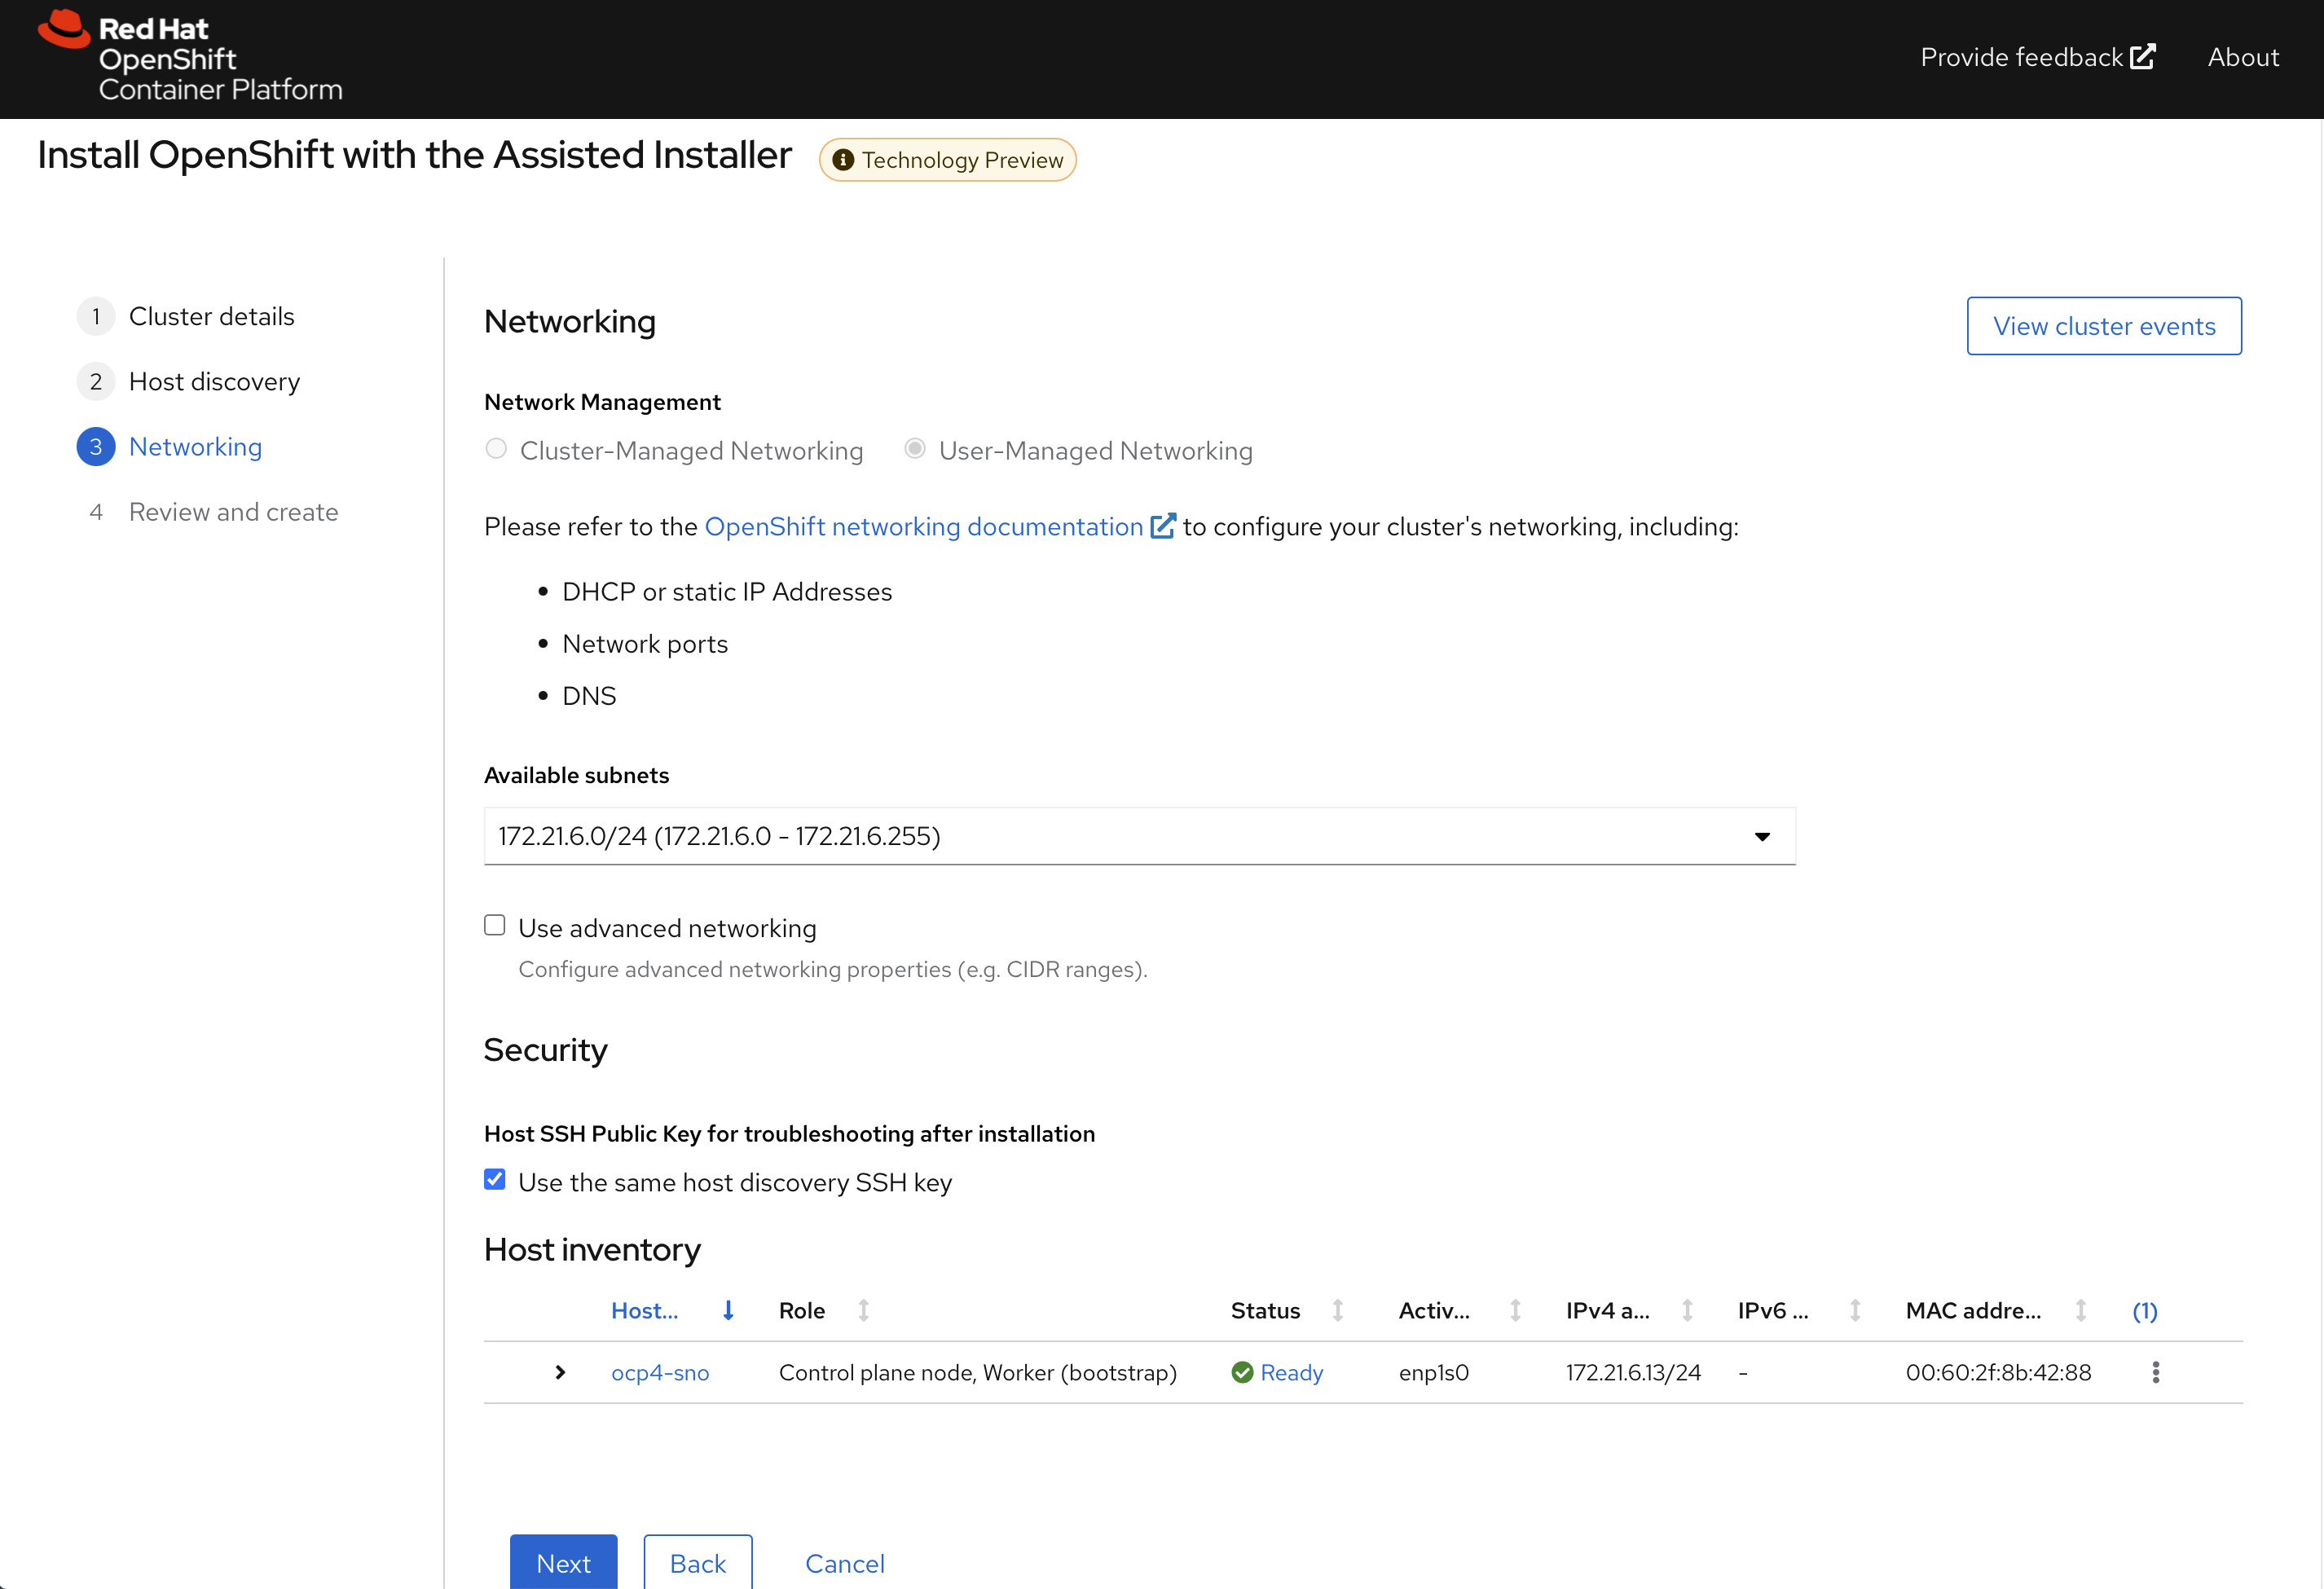 Red Hat
OpenShift
Container Platform
Provide feedback
About
Install OpenShift with the Assisted Installer
Technology Preview
1 Cluster details
2 Host discovery
3 Networking
4 Review and create
Networking
View cluster events
Network Management
Cluster-Managed Networking
User-Managed Networking
Please refer to the OpenShift networking documentation to configure your cluster's networking, including:
• DHCP or static IP Addresses
• Network ports
• DNS
Available subnets
172.21.6.0/24 (172.21.6.0 - 172.21.6.255)
Use advanced networking
Configure advanced networking properties (e.g. CIDR ranges).
Security
Host SSH Public Key for troubleshooting after installation
Use the same host discovery SSH key
Host inventory
Host... Role Status Activ... IPv4 a... IPv6 ... MAC addre... (1)
ocp4-sno Control plane node, Worker (bootstrap) Ready enp1s0 172.21.6.13/24 - 00:60:2f:8b:42:88
Next Back Cancel